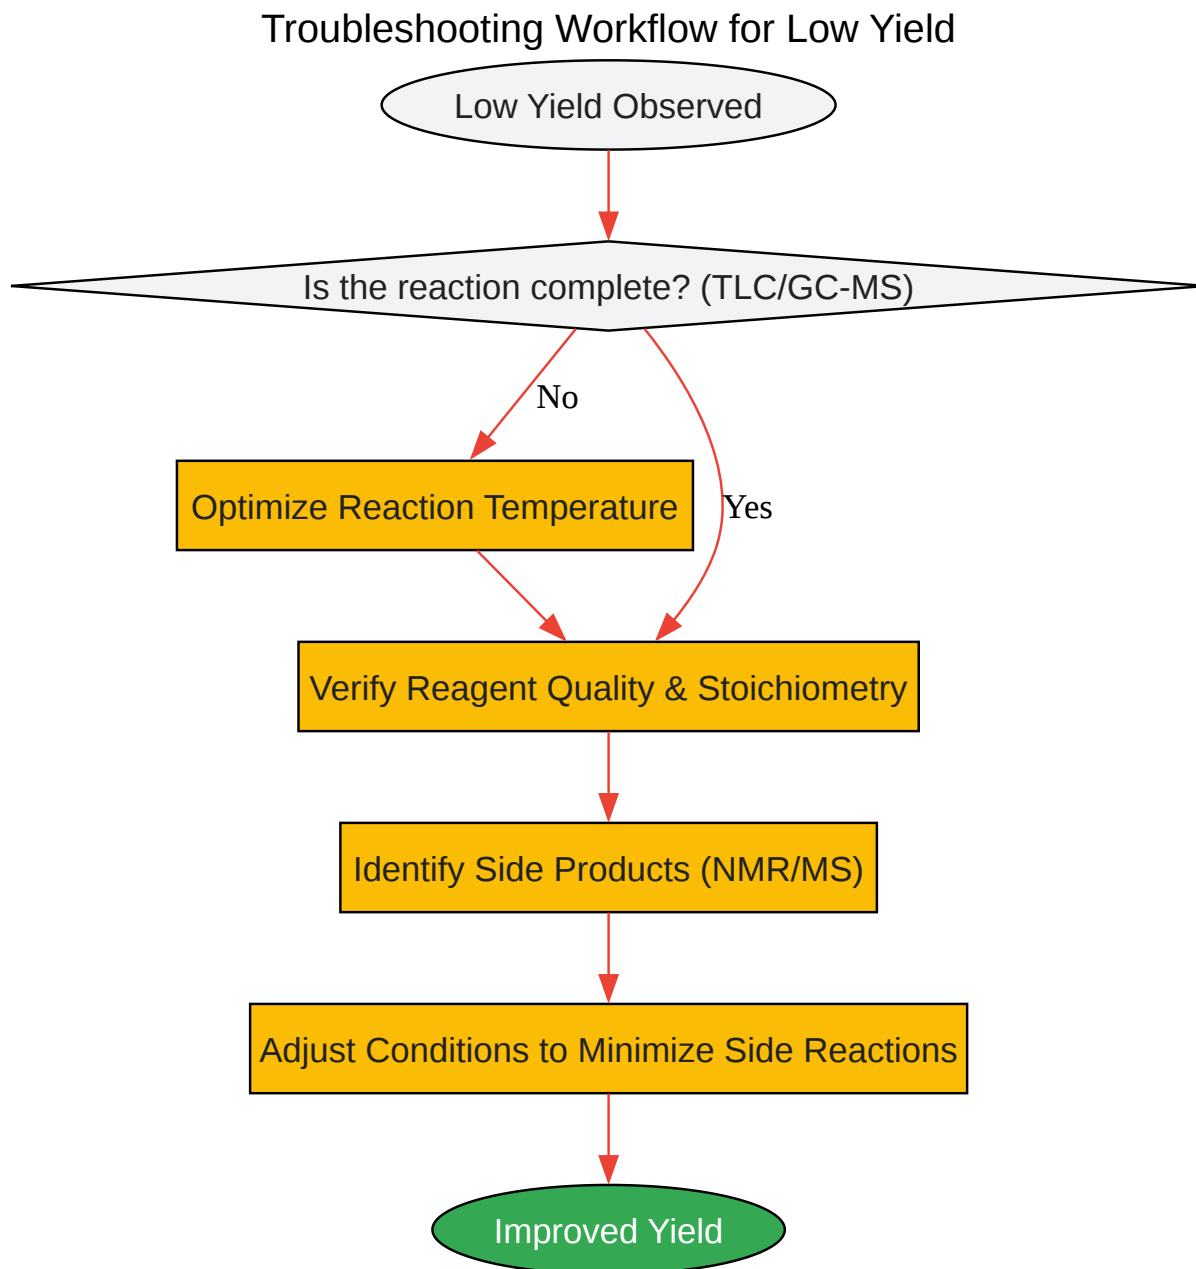 Troubleshooting Workflow for Low Yield
Low Yield Observed
Is the reaction complete? (TLC/GC-MS)
No
Optimize Reaction Temperature
Yes
Verify Reagent Quality & Stoichiometry
Identify Side Products (NMR/MS)
Adjust Conditions to Minimize Side Reactions
Improved Yield